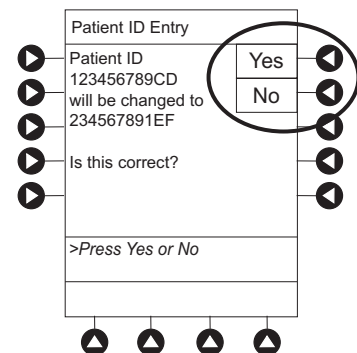 Patient ID Entry
Patient ID
123456789CD
will be changed to
234567891EF
Is this correct?
Yes
No
>Press Yes or No